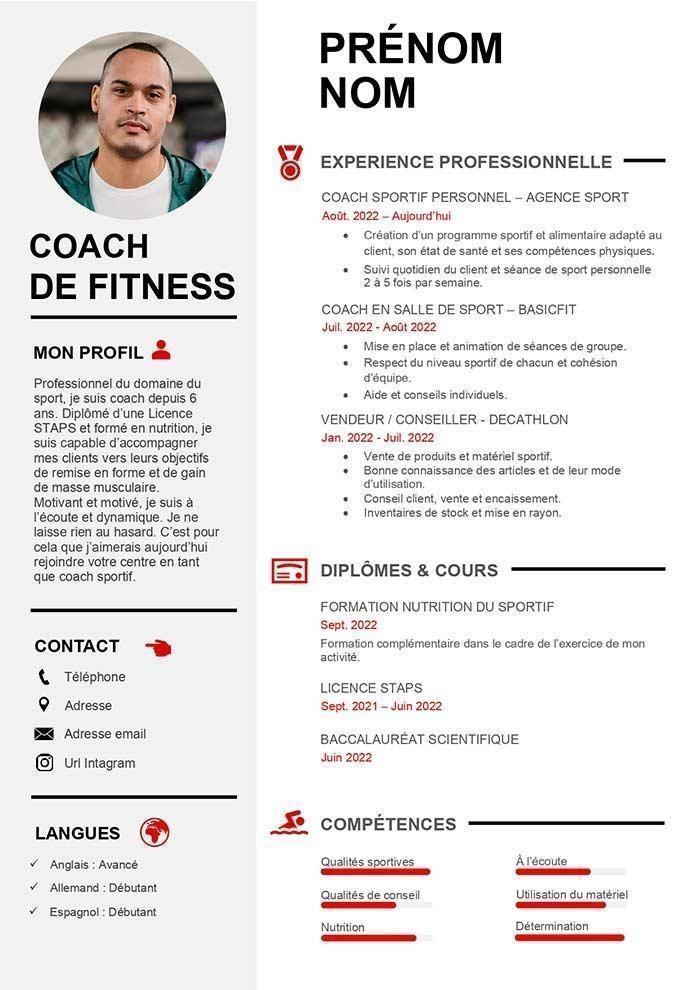 PRÉNOM
NOM
COACH
DE FITNESS
MON PROFIL
Professionnel du domaine du
sport, je suis coach depuis 6
ans. Diplômé d'une Licence
STAPS et formé en nutrition, je
suis capable d'accompagner
mes clients vers leurs objectifs
de remise en forme et de gain
de masse musculaire.
Motivant et motivé, je suis à
l'écoute et dynamique. Je ne
laisse rien au hasard. C'est pour
cela que j'aimerais aujourd'hui
rejoindre votre centre en tant
que coach sportif.
CONTACT
Téléphone
Adresse
Adresse email
Url Intagram
LANGUES
Anglais : Avancé
Allemand : Débutant
Espagnol : Débutant
EXPERIENCE PROFESSIONNELLE
COACH SPORTIF PERSONNEL – AGENCE SPORT
Août. 2022 – Aujourd'hui
• Création d'un programme sportif et alimentaire adapté au
client, son état de santé et ses compétences physiques.
• Suivi quotidien du client et séance de sport personnelle
2 à 5 fois par semaine.
COACH EN SALLE DE SPORT – BASICFIT
Juil. 2022 - Août 2022
• Mise en place et animation de séances de groupe.
• Respect du niveau sportif de chacun et cohésion
d'équipe.
• Aide et conseils individuels.
VENDEUR / CONSEILLER - DECATHLON
Jan. 2022 - Juil. 2022
• Vente de produits et matériel sportif.
• Bonne connaissance des articles et de leur mode
d'utilisation.
• Conseil client, vente et encaissement.
• Inventaires de stock et mise en rayon.
DIPLÔMES & COURS
FORMATION NUTRITION DU SPORTIF
Sept. 2022
Formation complémentaire dans le cadre de l'exercice de mon
activité.
LICENCE STAPS
Sept. 2021 – Juin 2022
BACCALAURÉAT SCIENTIFIQUE
Juin 2022
COMPÉTENCES
Qualités sportives
Qualités de conseil
Nutrition
À l'écoute
Utilisation du matériel
Détermination